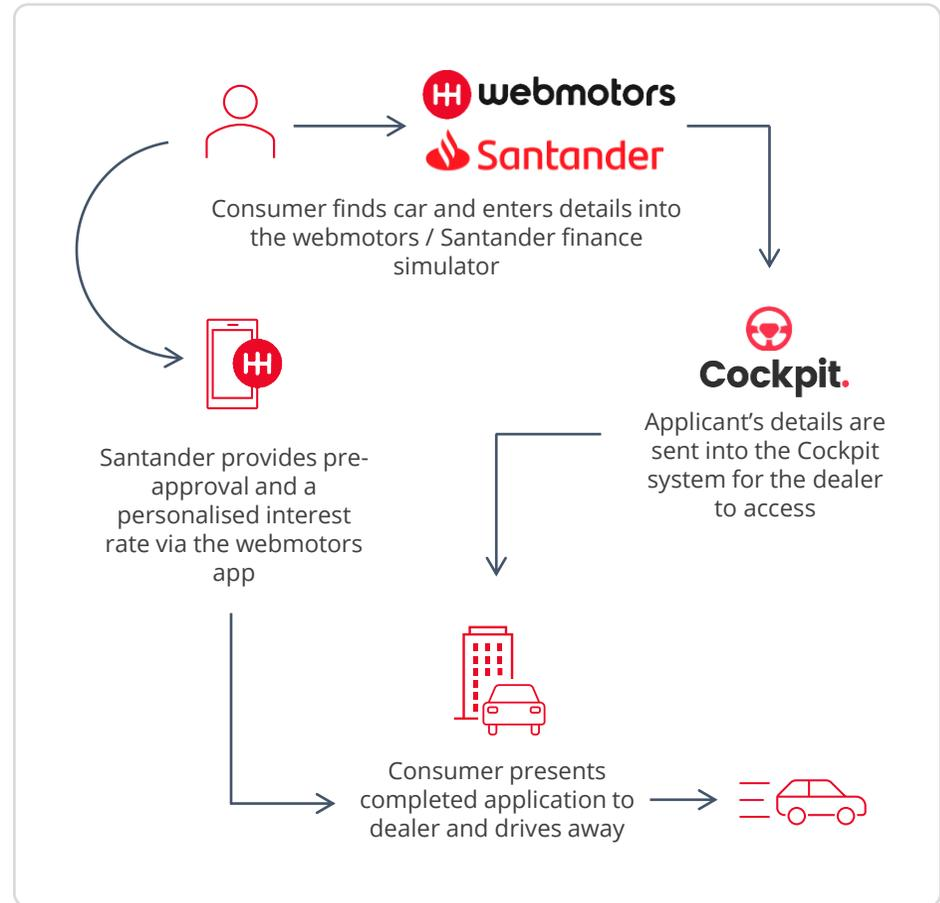 webmotors
Santander
Consumer finds car and enters details into
the webmotors / Santander finance
simulator
Cockpit.
Applicant’s details are
sent into the Cockpit
system for the dealer
to access
Santander provides pre-
approval and a
personalised interest
rate via the webmotors
app
Consumer presents
completed application to
dealer and drives away